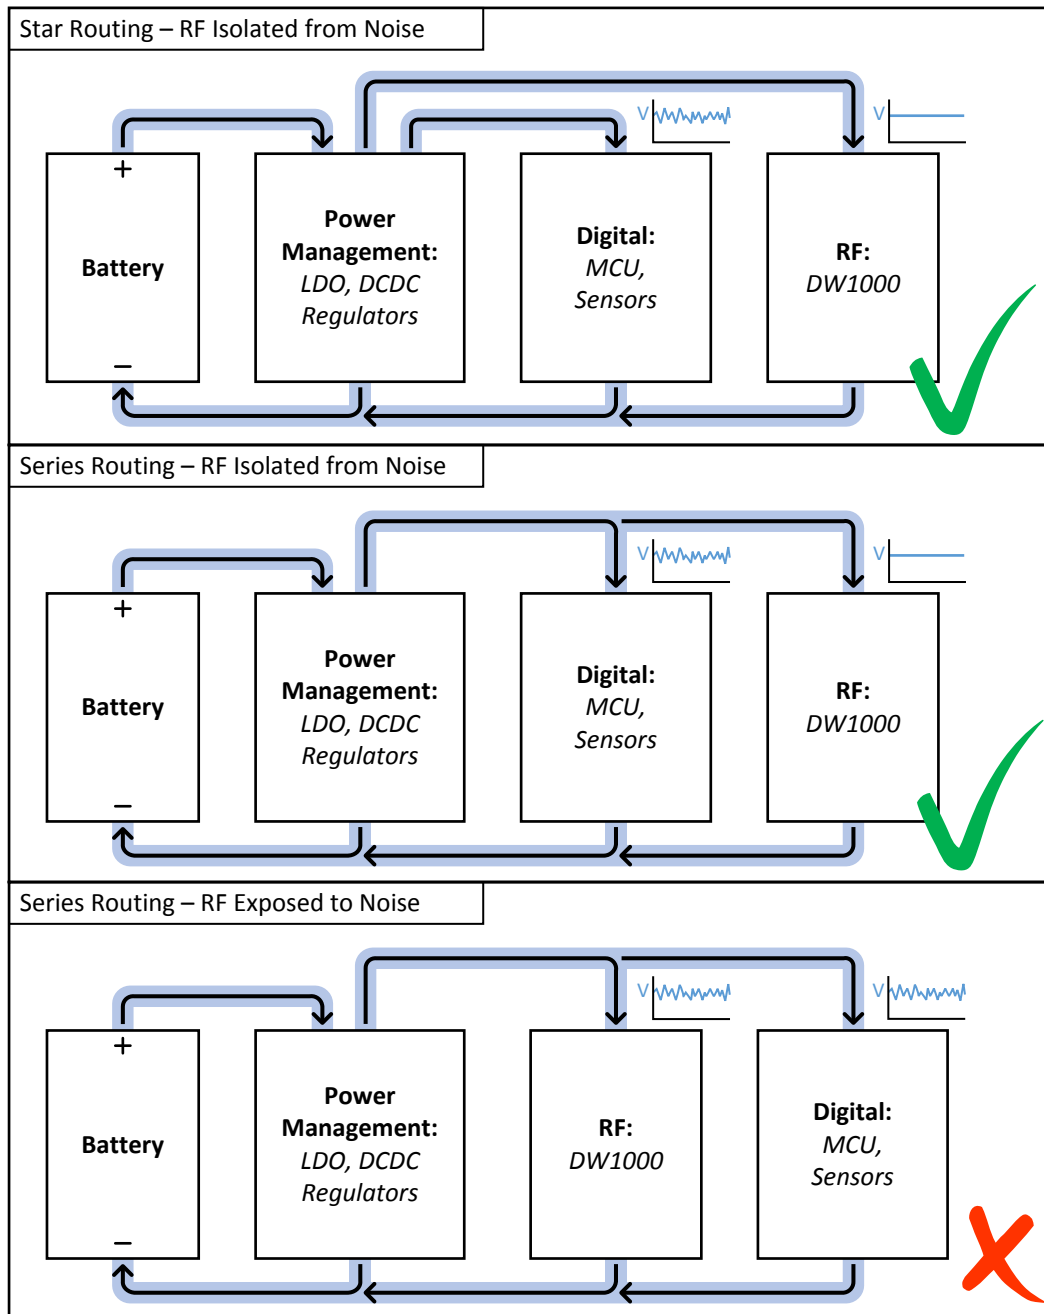 Star Routing – RF Isolated from Noise
V
V
+
Battery
–
Power
Management:
LDO, DCDC
Regulators
Digital:
MCU,
Sensors
RF:
DW1000
Series Routing – RF Isolated from Noise
V
V
+
Battery
–
Power
Management:
LDO, DCDC
Regulators
Digital:
MCU,
Sensors
RF:
DW1000
Series Routing – RF Exposed to Noise
V
V
+
Battery
–
Power
Management:
LDO, DCDC
Regulators
RF:
DW1000
Digital:
MCU,
Sensors